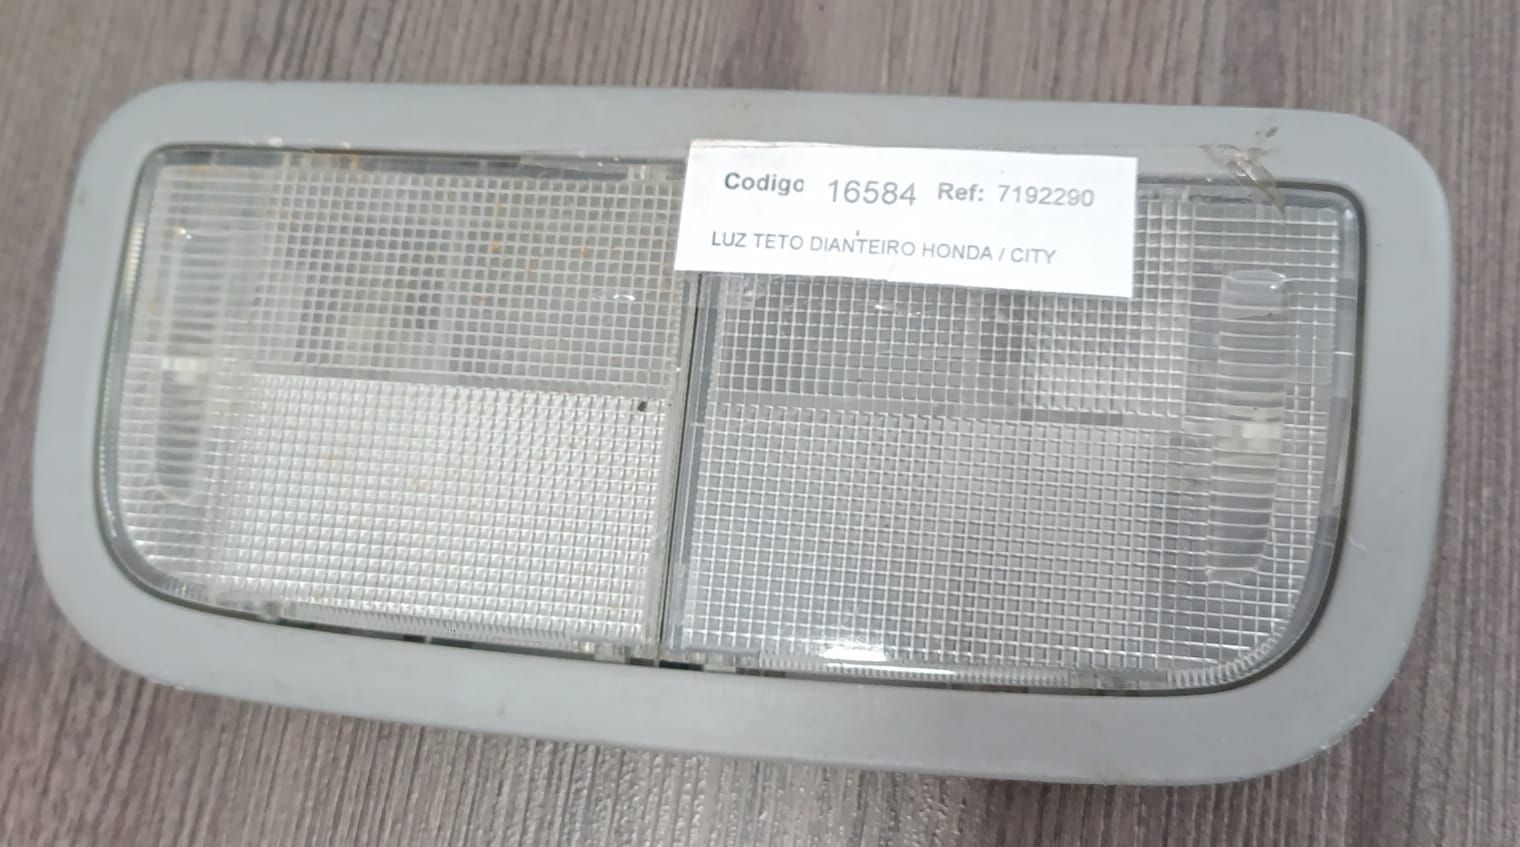 Codigo 16584 Ref: 7192290
LUZ TETO DIANTEIRO HONDA / CITY